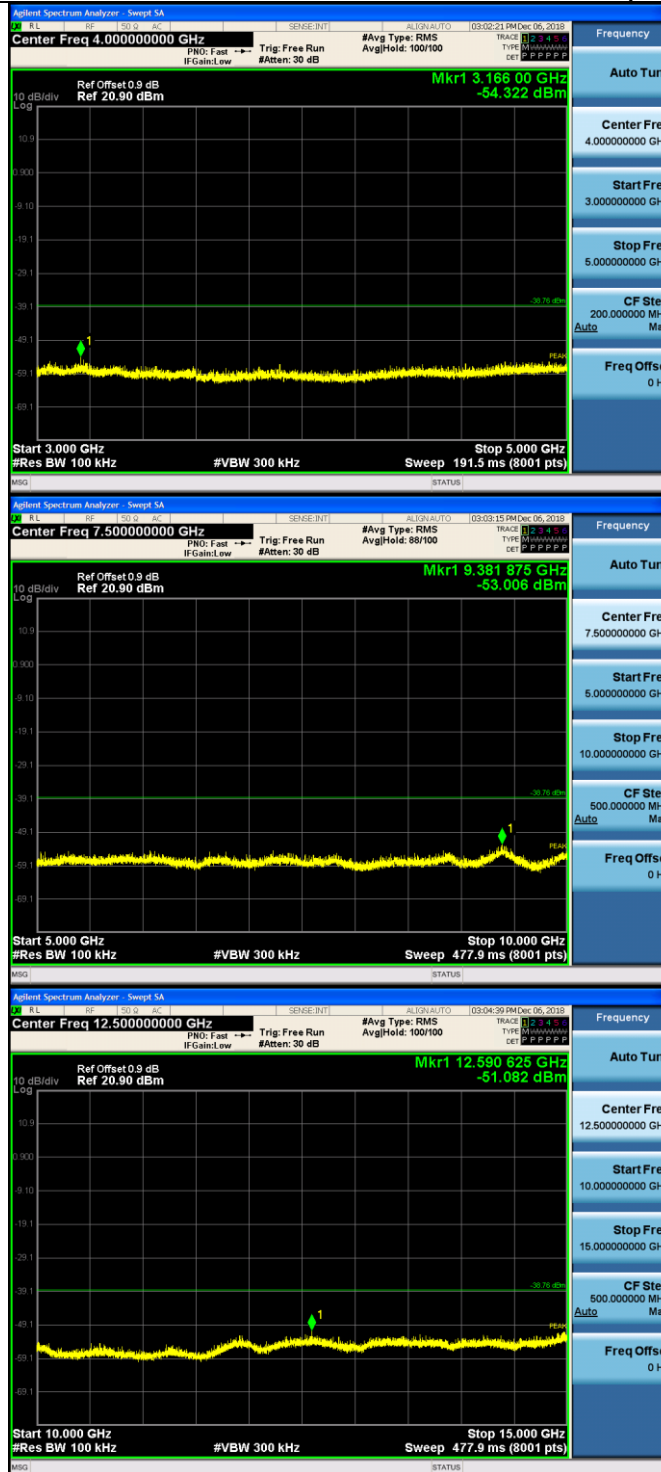 Agilent Spectrum Analyzer - Swept SA
RL RF 50 Ω AC SENSE:INT ALIGN AUTO 03:02:21 PM Dec 06, 2018
Center Freq 4.000000000 GHz #Avg Type: RMS TRACE 1 2 3 4 5 6 Frequency
PNO: Fast Trig: Free Run Avg|Hold: 100/100 TYPE M
IFGain:Low #Atten: 30 dB DET P P P P P P
Auto Tun
Mkr1 3.166 00 GHz
Ref Offset 0.9 dB -54.322 dBm
10 dB/div Ref 20.90 dBm
Log
Center Fre
10.9 4.000000000 GH
0.900
Start Fre
-9.10 3.000000000 GH
-19.1
Stop Fre
-29.1 5.000000000 GH
-38.76 dBm
-39.1
CF Ste
200.000000 MH
Auto Ma
-49.1 1
PEAK
-59.1 Freq Offse
0 H
-69.1
Start 3.000 GHz Stop 5.000 GHz
#Res BW 100 kHz #VBW 300 kHz Sweep 191.5 ms (8001 pts)
MSG STATUS
Agilent Spectrum Analyzer - Swept SA
RL RF 50 Ω AC SENSE:INT ALIGN AUTO 03:03:15 PM Dec 06, 2018
Center Freq 7.500000000 GHz #Avg Type: RMS TRACE 1 2 3 4 5 6 Frequency
PNO: Fast Trig: Free Run Avg|Hold: 88/100 TYPE M
IFGain:Low #Atten: 30 dB DET P P P P P P
Auto Tun
Mkr1 9.381 875 GHz
Ref Offset 0.9 dB -53.006 dBm
10 dB/div Ref 20.90 dBm
Log
Center Fre
10.9 7.500000000 GH
0.900
Start Fre
-9.10 5.000000000 GH
-19.1
Stop Fre
-29.1 10.000000000 GH
-38.76 dBm
-39.1
CF Ste
500.000000 MH
Auto Ma
-49.1 1
PEAK
-59.1 Freq Offse
0 H
-69.1
Start 5.000 GHz Stop 10.000 GHz
#Res BW 100 kHz #VBW 300 kHz Sweep 477.9 ms (8001 pts)
MSG STATUS
Agilent Spectrum Analyzer - Swept SA
RL RF 50 Ω AC SENSE:INT ALIGN AUTO 03:04:39 PM Dec 06, 2018
Center Freq 12.500000000 GHz #Avg Type: RMS TRACE 1 2 3 4 5 6 Frequency
PNO: Fast Trig: Free Run Avg|Hold: 100/100 TYPE M
IFGain:Low #Atten: 30 dB DET P P P P P P
Auto Tun
Mkr1 12.590 625 GHz
Ref Offset 0.9 dB -51.082 dBm
10 dB/div Ref 20.90 dBm
Log
Center Fre
10.9 12.500000000 GH
0.900
Start Fre
-9.10 10.000000000 GH
-19.1
Stop Fre
-29.1 15.000000000 GH
-38.76 dBm
-39.1
CF Ste
500.000000 MH
Auto Ma
-49.1 1
PEAK
-59.1 Freq Offse
0 H
-69.1
Start 10.000 GHz Stop 15.000 GHz
#Res BW 100 kHz #VBW 300 kHz Sweep 477.9 ms (8001 pts)
MSG STATUS